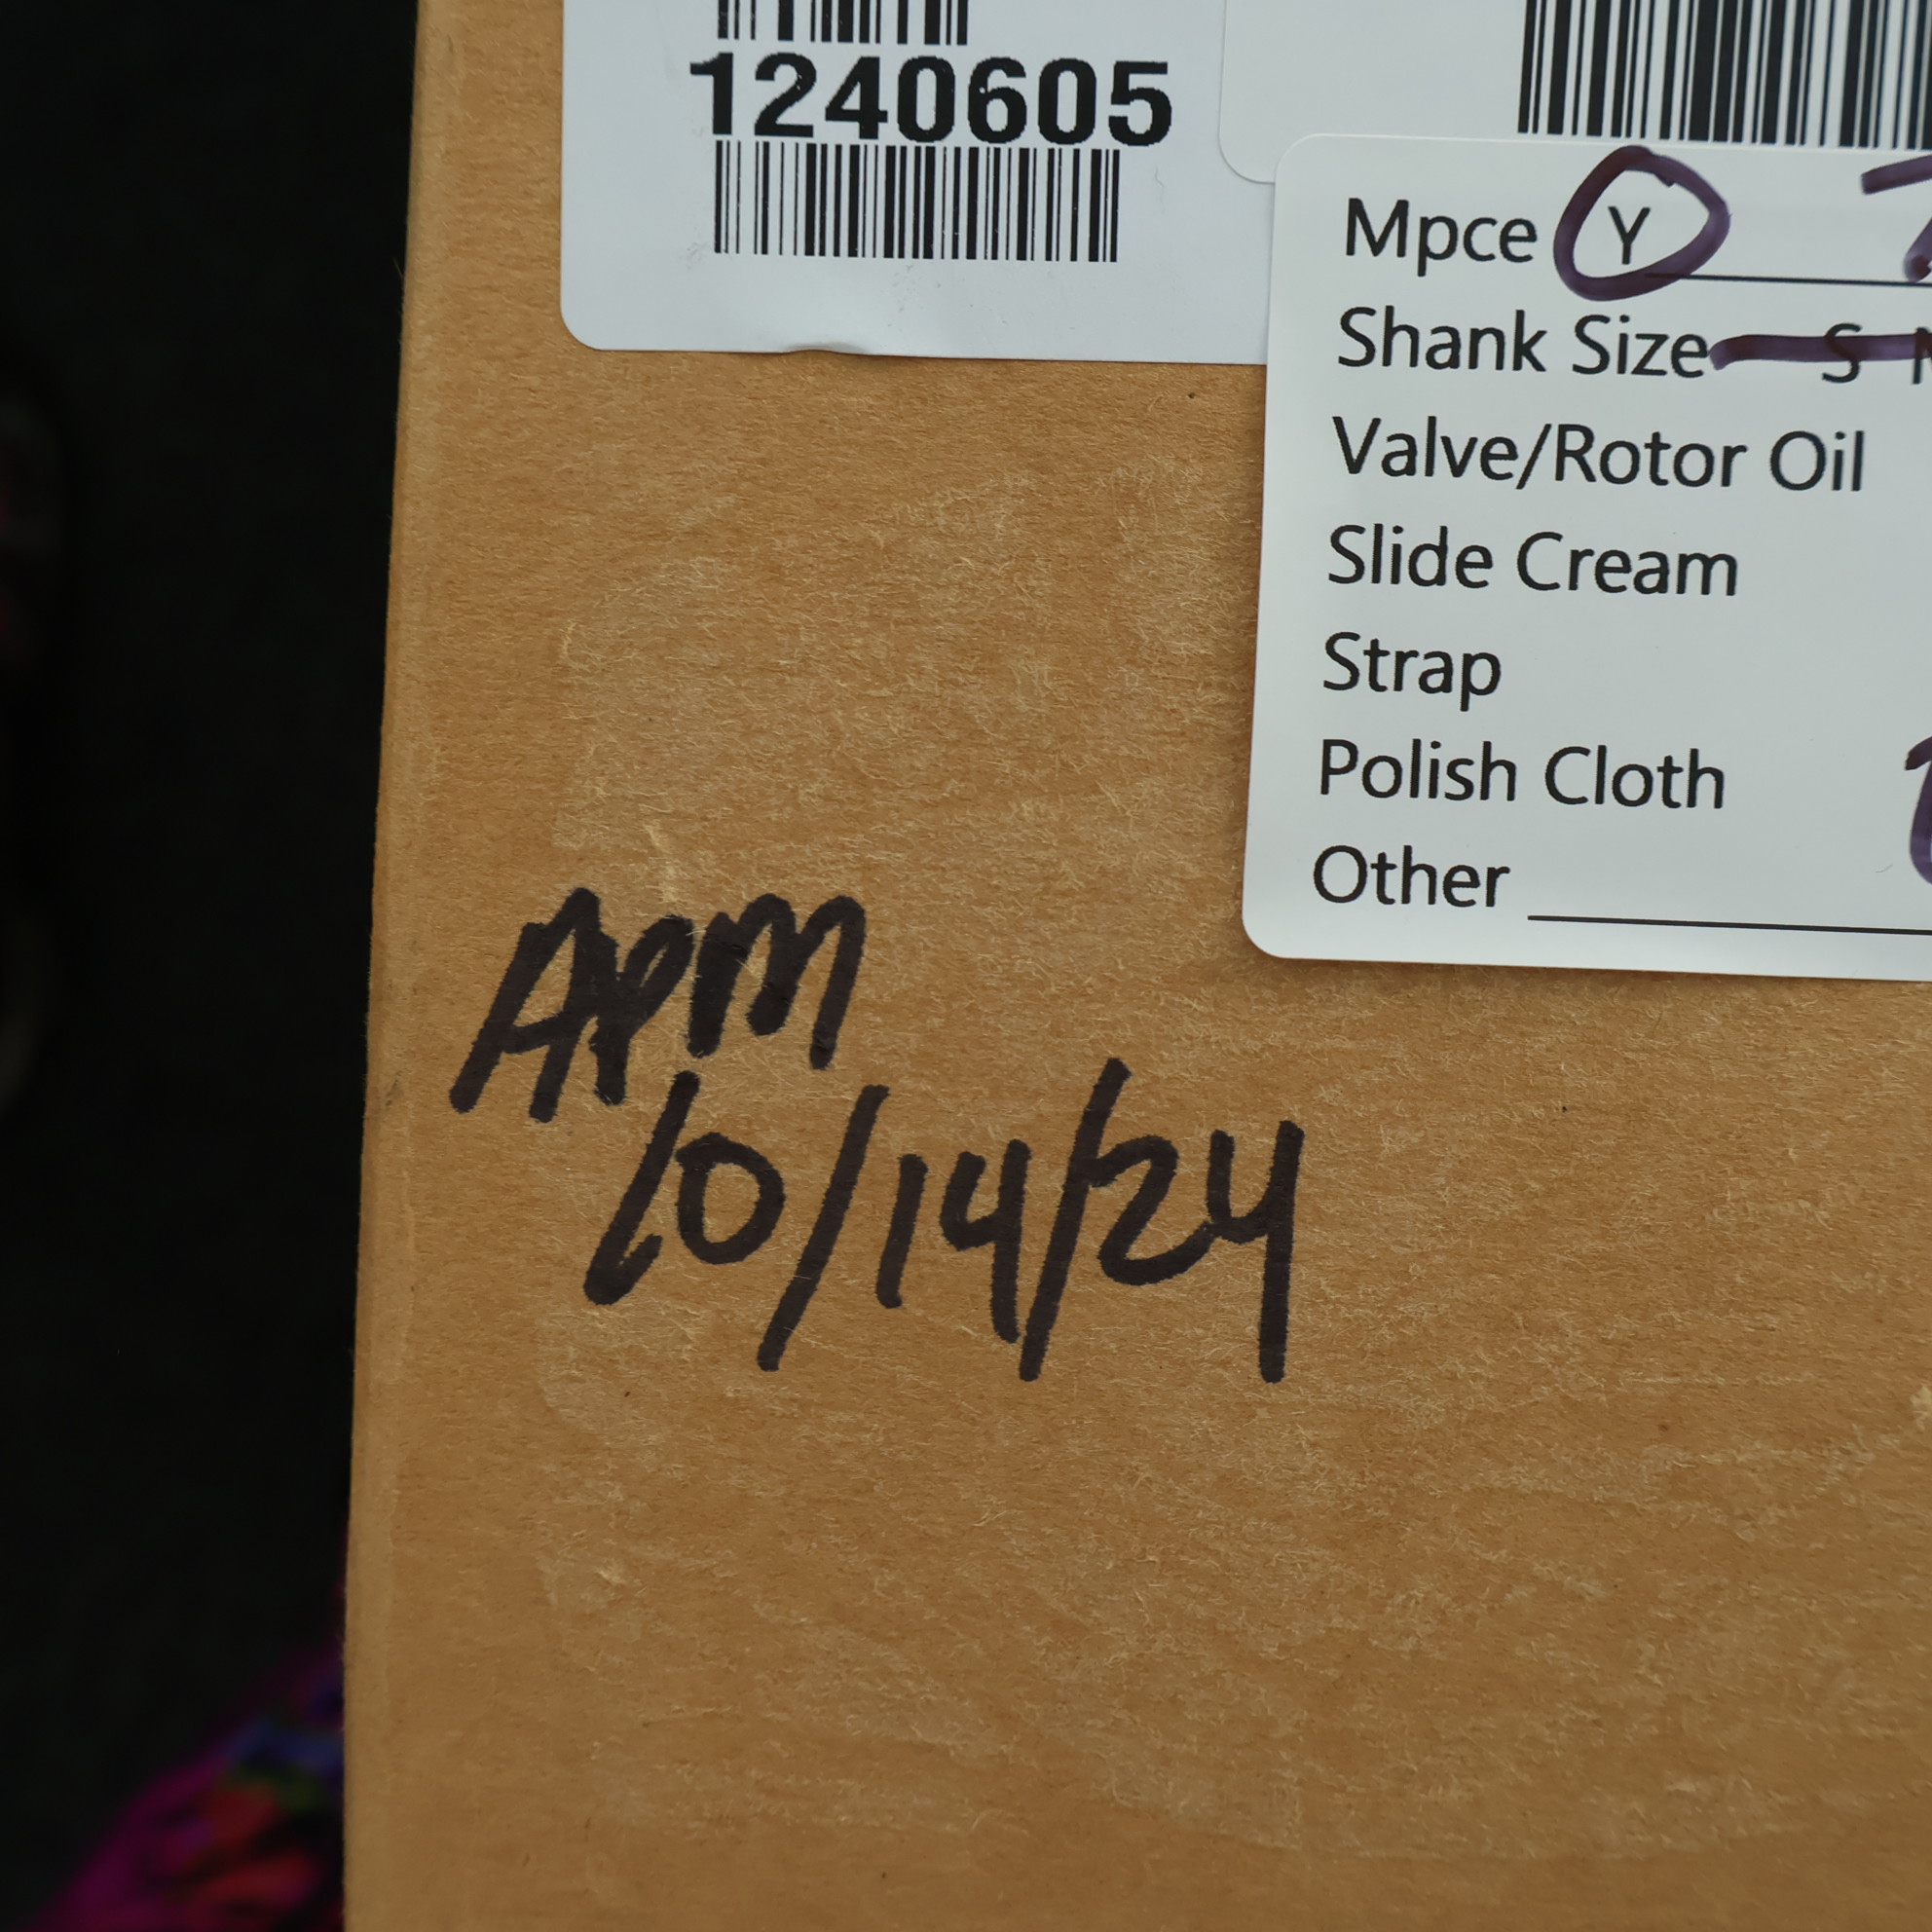 1240605
Mpce Y
Shank Size S
Valve/Rotor Oil
Slide Cream
Strap
Polish Cloth
Other
APM
10/14/24